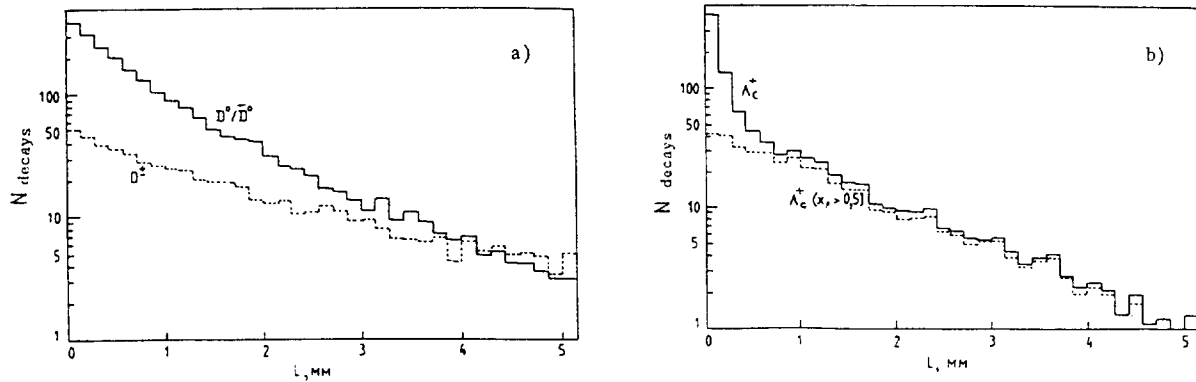 a)
100
50
10
5
1
N decays
D⁰/D̄⁰
D±
0 1 2 3 4 5
L, мм
b)
100
50
10
5
1
N decays
Λc⁺
Λc⁺ (x_F > 0,5)
0 1 2 3 4 5
L, мм